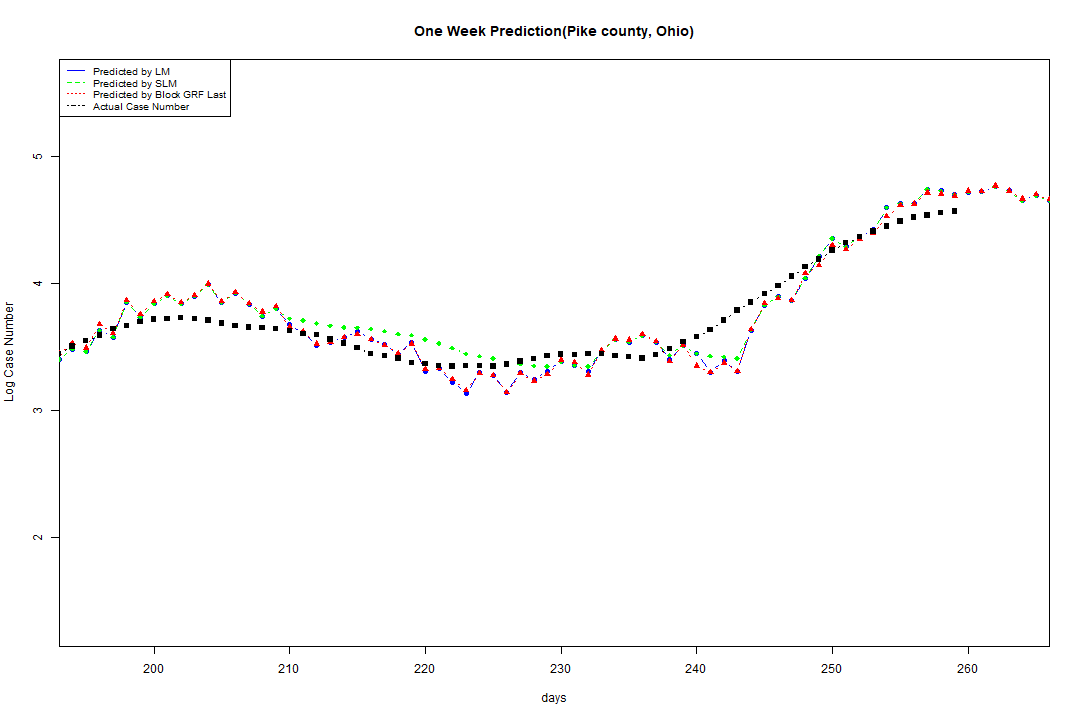 One Week Prediction(Pike county, Ohio)
Predicted by LM
Predicted by SLM
Predicted by Block GRF Last
Actual Case Number
5
4
3
2
Log Case Number
200 210 220 230 240 250 260
days